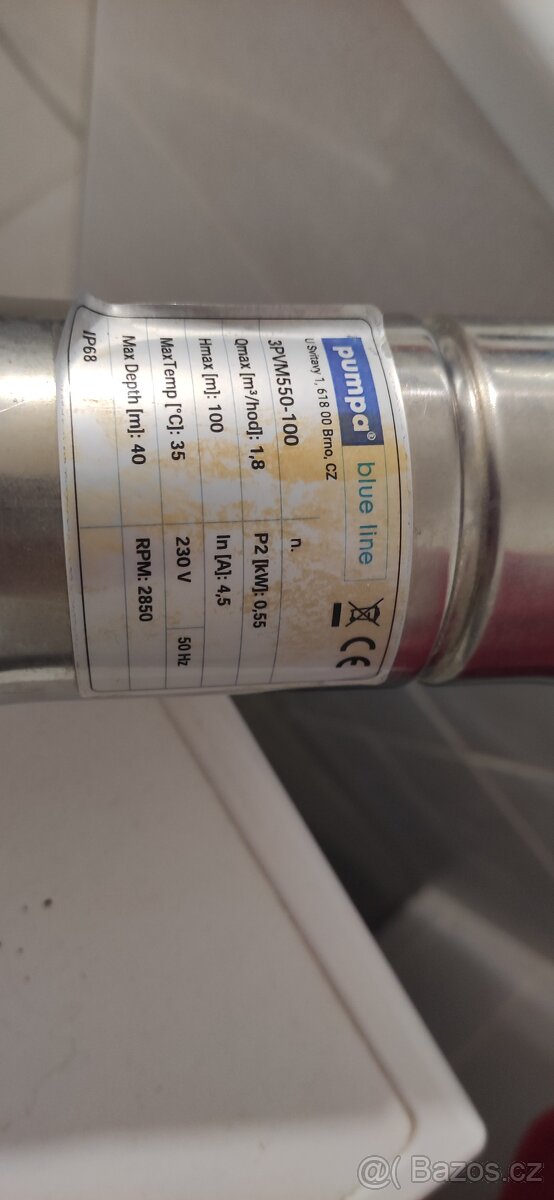 pumpa® blue line
U Svitavy 1, 618 00 Brno, CZ
CE
3PVM550-100 n.
Qmax [m³/hod]: 1,8 P2 [kW]: 0,55
Hmax [m]: 100 In [A]: 4,5
Max Temp [°C]: 35 230 V 50 Hz
Max Depth [m]: 40 RPM: 2850
IP68
@( Bazos.cz